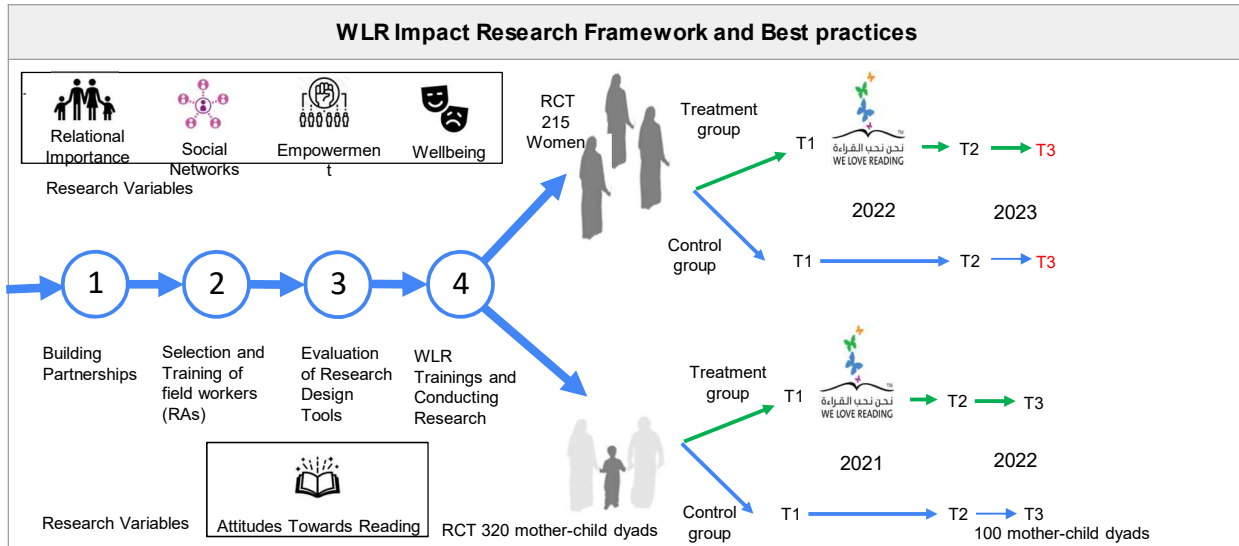 WLR Impact Research Framework and Best practices
Relational
Importance
Social
Networks
Empowermen
t
Wellbeing
Research Variables
RCT
215
Women
Treatment
group
T1
TM
نحن نحب القراءة
WE LOVE READING
T2
T3
2022
2023
Control
group
T1
T2
T3
1
2
3
4
Building
Partnerships
Selection and
Training of
field workers
(RAs)
Evaluation
of Research
Design
Tools
WLR
Trainings and
Conducting
Research
Treatment
group
T1
TM
نحن نحب القراءة
WE LOVE READING
T2
T3
2021
2022
Control
group
T1
T2
T3
100 mother-child dyads
Research Variables
Attitudes Towards Reading
RCT 320 mother-child dyads